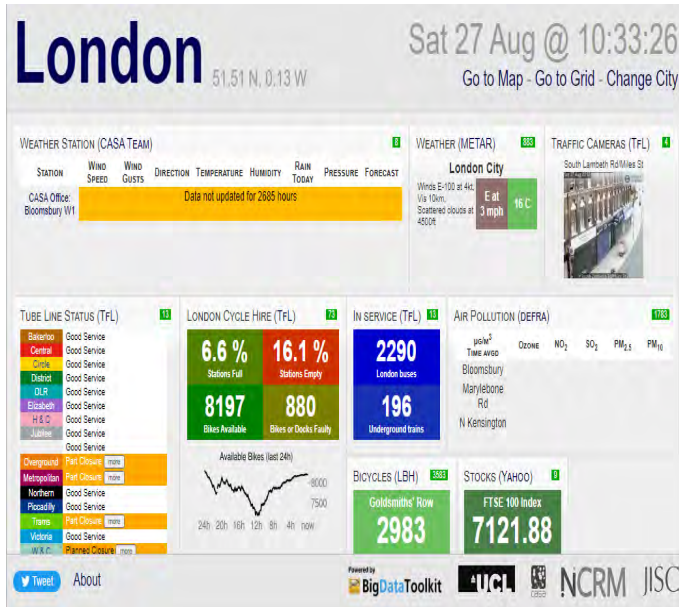 London 51.51 N, 0.13 W
Sat 27 Aug @ 10:33:26
Go to Map - Go to Grid - Change City
WEATHER STATION (CASA TEAM) 8
STATION WIND SPEED WIND GUSTS DIRECTION TEMPERATURE HUMIDITY RAIN TODAY PRESSURE FORECAST
CASA Office:
Bloomsbury W1
Data not updated for 2685 hours
WEATHER (METAR) 883
London City
Winds E-100 at 4kt,
Vis 10km,
Scattered clouds at
4500ft
E at
3 mph
16 C
TRAFFIC CAMERAS (TFL) 4
South Lambeth Rd/Miles St
TUBE LINE STATUS (TFL) 13
Bakerloo Good Service
Central Good Service
Circle Good Service
District Good Service
DLR Good Service
Elizabeth Good Service
H & C Good Service
Jubilee Good Service
Good Service
Overground Part Closure more
Metropolitan Part Closure more
Northern Good Service
Piccadilly Good Service
Trams Part Closure more
Victoria Good Service
W & C Planned Closure more
LONDON CYCLE HIRE (TFL) 73
6.6 %
Stations Full
16.1 %
Stations Empty
8197
Bikes Available
880
Bikes or Docks Faulty
Available Bikes (last 24h)
8000
7500
24h 20h 16h 12h 8h 4h now
IN SERVICE (TFL) 13
2290
London buses
196
Underground trains
AIR POLLUTION (DEFRA) 1783
µG/M3
TIME AVGD
OZONE NO2 SO2 PM2.5 PM10
Bloomsbury
Marylebone
Rd
N Kensington
BICYCLES (LBH) 3583
Goldsmiths' Row
2983
STOCKS (YAHOO) 9
FTSE 100 Index
7121.88
Tweet
About
Powered by
BigDataToolkit
UCL
NCRM
JISC